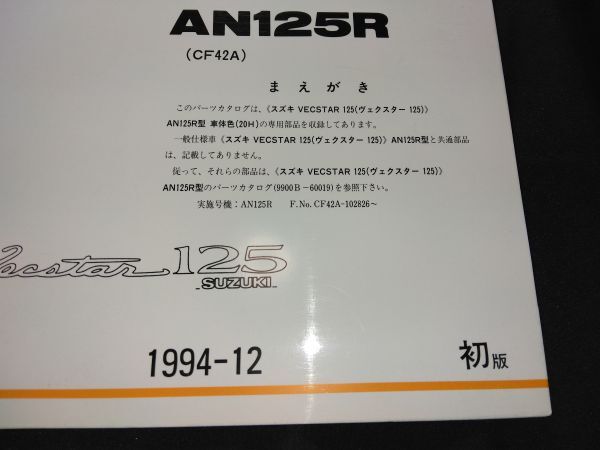 AN125R
(CF42A)
まえがき
このパーツカタログは、《スズキ VECSTAR 125(ヴェクスター 125)》
AN125R型 車体色(20H)の専用部品を収録してあります。
一般仕様車《スズキ VECSTAR 125(ヴェクスター 125)》AN125R型と共通部品
は、記載してありません。
従って、それらの部品は、《スズキ VECSTAR 125(ヴェクスター 125)》
AN125R型のパーツカタログ(9900B-60019)を参照下さい。
実施号機：AN125R F.No.CF42A-102826～
Vecstar 125
SUZUKI
1994-12
初版